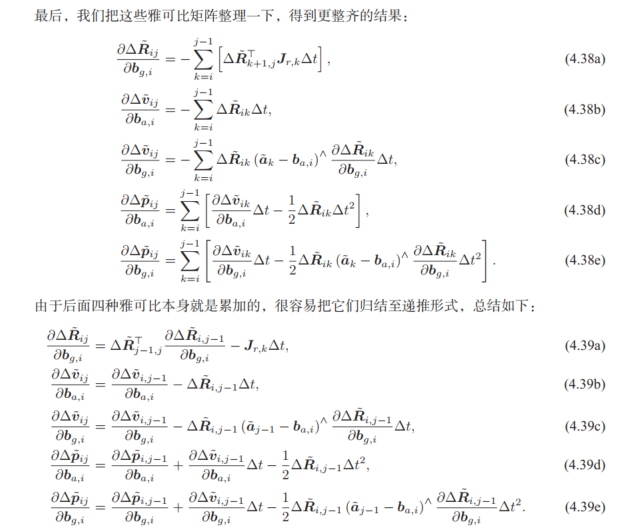 最后，我们把这些雅可比矩阵整理一下，得到更整齐的结果：
$$\frac{\partial \Delta \tilde{\boldsymbol{R}}_{ij}}{\partial \boldsymbol{b}_{g,i}} = -\sum_{k=i}^{j-1} \left[ \Delta \tilde{\boldsymbol{R}}_{k+1,j}^{\top} \boldsymbol{J}_{r,k} \Delta t \right], \quad (4.38a)$$
$$\frac{\partial \Delta \tilde{\boldsymbol{v}}_{ij}}{\partial \boldsymbol{b}_{a,i}} = -\sum_{k=i}^{j-1} \Delta \tilde{\boldsymbol{R}}_{ik} \Delta t, \quad (4.38b)$$
$$\frac{\partial \Delta \tilde{\boldsymbol{v}}_{ij}}{\partial \boldsymbol{b}_{g,i}} = -\sum_{k=i}^{j-1} \Delta \tilde{\boldsymbol{R}}_{ik} \left( \tilde{\boldsymbol{a}}_k - \boldsymbol{b}_{a,i} \right)^{\wedge} \frac{\partial \Delta \tilde{\boldsymbol{R}}_{ik}}{\partial \boldsymbol{b}_{g,i}} \Delta t, \quad (4.38c)$$
$$\frac{\partial \Delta \tilde{\boldsymbol{p}}_{ij}}{\partial \boldsymbol{b}_{a,i}} = \sum_{k=i}^{j-1} \left[ \frac{\partial \Delta \tilde{\boldsymbol{v}}_{ik}}{\partial \boldsymbol{b}_{a,i}} \Delta t - \frac{1}{2} \Delta \tilde{\boldsymbol{R}}_{ik} \Delta t^2 \right], \quad (4.38d)$$
$$\frac{\partial \Delta \tilde{\boldsymbol{p}}_{ij}}{\partial \boldsymbol{b}_{g,i}} = \sum_{k=i}^{j-1} \left[ \frac{\partial \Delta \tilde{\boldsymbol{v}}_{ik}}{\partial \boldsymbol{b}_{g,i}} \Delta t - \frac{1}{2} \Delta \tilde{\boldsymbol{R}}_{ik} \left( \tilde{\boldsymbol{a}}_k - \boldsymbol{b}_{a,i} \right)^{\wedge} \frac{\partial \Delta \tilde{\boldsymbol{R}}_{ik}}{\partial \boldsymbol{b}_{g,i}} \Delta t^2 \right]. \quad (4.38e)$$
由于后面四种雅可比本身就是累加的，很容易把它们归结至递推形式，总结如下：
$$\frac{\partial \Delta \tilde{\boldsymbol{R}}_{ij}}{\partial \boldsymbol{b}_{g,i}} = \Delta \tilde{\boldsymbol{R}}_{j-1,j}^{\top} \frac{\partial \Delta \tilde{\boldsymbol{R}}_{i,j-1}}{\partial \boldsymbol{b}_{g,i}} - \boldsymbol{J}_{r,k} \Delta t, \quad (4.39a)$$
$$\frac{\partial \Delta \tilde{\boldsymbol{v}}_{ij}}{\partial \boldsymbol{b}_{a,i}} = \frac{\partial \Delta \tilde{\boldsymbol{v}}_{i,j-1}}{\partial \boldsymbol{b}_{a,i}} - \Delta \tilde{\boldsymbol{R}}_{i,j-1} \Delta t, \quad (4.39b)$$
$$\frac{\partial \Delta \tilde{\boldsymbol{v}}_{ij}}{\partial \boldsymbol{b}_{g,i}} = \frac{\partial \Delta \tilde{\boldsymbol{v}}_{i,j-1}}{\partial \boldsymbol{b}_{g,i}} - \Delta \tilde{\boldsymbol{R}}_{i,j-1} \left( \tilde{\boldsymbol{a}}_{j-1} - \boldsymbol{b}_{a,i} \right)^{\wedge} \frac{\partial \Delta \tilde{\boldsymbol{R}}_{i,j-1}}{\partial \boldsymbol{b}_{g,i}} \Delta t, \quad (4.39c)$$
$$\frac{\partial \Delta \tilde{\boldsymbol{p}}_{ij}}{\partial \boldsymbol{b}_{a,i}} = \frac{\partial \Delta \tilde{\boldsymbol{p}}_{i,j-1}}{\partial \boldsymbol{b}_{a,i}} + \frac{\partial \Delta \tilde{\boldsymbol{v}}_{i,j-1}}{\partial \boldsymbol{b}_{a,i}} \Delta t - \frac{1}{2} \Delta \tilde{\boldsymbol{R}}_{i,j-1} \Delta t^2, \quad (4.39d)$$
$$\frac{\partial \Delta \tilde{\boldsymbol{p}}_{ij}}{\partial \boldsymbol{b}_{g,i}} = \frac{\partial \Delta \tilde{\boldsymbol{p}}_{i,j-1}}{\partial \boldsymbol{b}_{g,i}} + \frac{\partial \Delta \tilde{\boldsymbol{v}}_{i,j-1}}{\partial \boldsymbol{b}_{g,i}} \Delta t - \frac{1}{2} \Delta \tilde{\boldsymbol{R}}_{i,j-1} \left( \tilde{\boldsymbol{a}}_{j-1} - \boldsymbol{b}_{a,i} \right)^{\wedge} \frac{\partial \Delta \tilde{\boldsymbol{R}}_{i,j-1}}{\partial \boldsymbol{b}_{g,i}} \Delta t^2. \quad (4.39e)$$